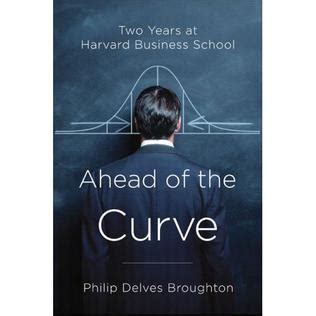 Two Years at
Harvard Business School
Ahead of the
Curve
Philip Delves Broughton